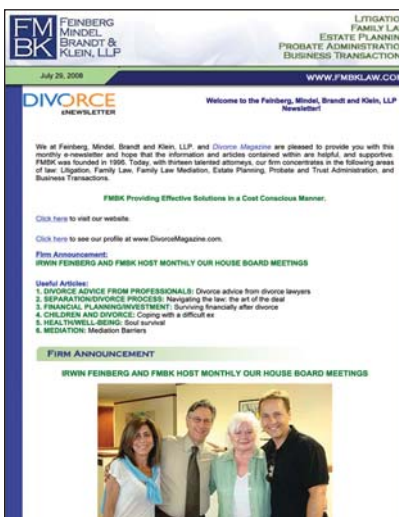 FM
BK
FEINBERG
MINDEL
BRANDT &
KLEIN, LLP
LITIGATIO
FAMILY LA
ESTATE PLANNIN
PROBATE ADMINISTRATIO
BUSINESS TRANSACTION
July 29, 2008
WWW.FMBKLAW.COM
DIVORCE
eNEWSLETTER
Welcome to the Feinberg, Mindel, Brandt and Klein, LLP
Newsletter!
We at Feinberg, Mindel, Brandt and Klein, LLP. and Divorce Magazine are pleased to provide you with this
monthly e-newsletter and hope that the information and articles contained within are helpful, and supportive.
FMBK was founded in 1996. Today, with thirteen talented attorneys, our firm concentrates in the following areas
of law: Litigation, Family Law, Family Law Mediation, Estate Planning, Probate and Trust Administration, and
Business Transactions.
FMBK Providing Effective Solutions in a Cost Conscious Manner.
Click here to visit our website.
Click here to see our profile at www.DivorceMagazine.com.
Firm Announcement:
IRWIN FEINBERG AND FMBK HOST MONTHLY OUR HOUSE BOARD MEETINGS
Useful Articles:
1. DIVORCE ADVICE FROM PROFESSIONALS: Divorce advice from divorce lawyers
2. SEPARATION/DIVORCE PROCESS: Navigating the law: the art of the deal
3. FINANCIAL PLANNING/INVESTMENT: Surviving financially after divorce
4. CHILDREN AND DIVORCE: Coping with a difficult ex
5. HEALTH/WELL-BEING: Soul survival
6. MEDIATION: Mediation Barriers
FIRM ANNOUNCEMENT
IRWIN FEINBERG AND FMBK HOST MONTHLY OUR HOUSE BOARD MEETINGS